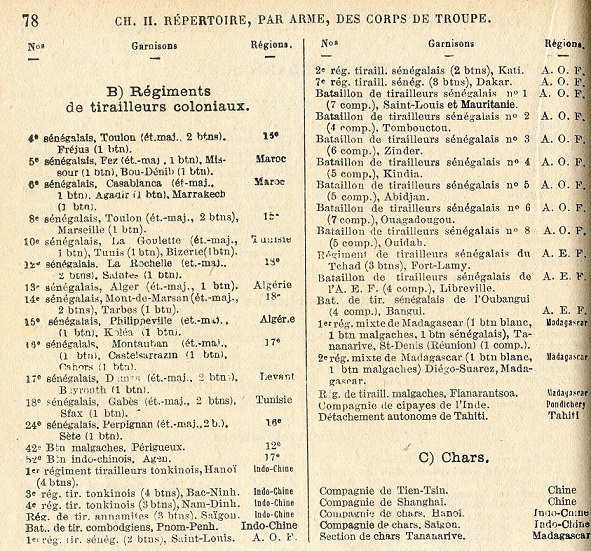 78 CH. II. RÉPERTOIRE, PAR ARME, DES CORPS DE TROUPE.
Nos Garnisons Régions.
B) Régiments
de tirailleurs coloniaux.
4e sénégalais, Toulon (ét.maj., 2 btns), 15e
Fréjus (1 btn).
5e sénégalais, Fez (ét-maj, 1 btn), Mis- Maroc
sour (1 btn), Bou-Dénib (1 btn).
6e sénégalais, Casablanca (ét-maj., Maroc
1 btn). Agadir (1 btn), Marrakech
(1 btn).
8e sénégalais, Toulon (ét.-maj., 2 btns), 15e
Marseille (1 btn).
10e sénégalais, La Goulette (ét-maj., Tunisie
1 btn), Tunis (1 btn), Bizerte(1btn).
12e sénégalais. La Rochelle (et.-maj.. 18e
2 btns), Saintes (1 btn).
13e sénégalais, Alger (ét-maj., 1 btn). Algérie
14e sénégalais, Mont-de-Marsan (ét-maj., 18e
2 btns), Tarbes (1 btn).
15e sénégalais, Philippeville (ét-maj., Algérie
(1 btn), Koléa (1 btn).
16e sénégalais, Montauban (ét-maj., 17e
(1 btn), Castelsarrazin (1 btn),
Cahors (1 btn).
17e sénégalais, Damas (ét-maj., 2 btns), Levant
Beyrouth (1 btn).
18e sénégalais, Gabès (ét-maj., 2 btns), Tunisie
Sfax (1 btn).
24e sénégalais, Perpignan (ét-maj., 2 b.), 16e
Sète (1 btn).
42e Btn malgaches, Périgueux. 12e
52e Btn indo-chinois, Agen. 17e
1er régiment tirailleurs tonkinois, Hanoï Indo-Chine
(4 btns).
3e rég. tir. tonkinois (4 btns), Bac-Ninh. Indo-Chine
4e rég. tir. tonkinois (3 btns), Nam-Dinh. Indo-Chine
Rég. de tir. annamites (3 btns). Saïgon. Indo-Chine
Bat. de tir. combodgiens, Pnom-Penh. Indo-Chine
1er rég. tir. sénég. (2 btns), Saint-Louis. A. O. F.
Nos Garnisons Régions.
2e rég. tiraill. sénégalais (2 btns), Kati. A. O. F.
7e rég. tiraill. sénég. (3 btns), Dakar. A. O. F.
Bataillon de tirailleurs sénégalais no 1 A. O. F.
(7 comp.), Saint-Louis et Mauritanie.
Bataillon de tirailleurs sénégalais no 2 A. O. F.
(4 comp.), Tombouctou.
Bataillon de tirailleurs sénégalais no 3 A. O. F.
(6 comp.), Zinder.
Bataillon de tirailleurs sénégalais no 4 A. O. F.
(5 comp.), Kindia.
Bataillon de tirailleurs sénégalais no 5 A. O. F.
(5 comp.), Abidjan.
Bataillon de tirailleurs sénégalais no 6 A. O. F.
(7 comp.), Ouagadougou.
Bataillon de tirailleurs sénégalais no 8 A. O. F.
(5 comp.), Ouidah.
Régiment de tirailleurs sénégalais du A. E. F.
Tchad (3 btns), Fort-Lamy.
Bataillon de tirailleurs sénégalais de A. E. F.
l'A. E. F. (4 comp.), Libreville.
Bat. de tir. sénégalais de l'Oubangui
(4 comp.), Bangui. A. E. F.
1er rég. mixte de Madagascar (1 btn blanc, Madagascar
1 btn malgaches, 1 btn sénégalais), Ta-
nanarive, St-Denis (Réunion) (1 comp.).
2e rég. mixte de Madagascar (1 btn blanc, Madagascar
1 btn malgaches) Diégo-Suarez, Mada-
gascar.
Rég. de tiraill. malgaches, Fianarantsoa. Madagascar
Compagnie de cipayes de l'Inde. Pondichery
Détachement autonome de Tahiti. Tahiti
C) Chars.
Compagnie de Tien-Tsin. Chine
Compagnie de Shanghai. Chine
Compagnie de chars, Hanoï. Indo-Chine
Compagnie de chars, Saïgon. Indo-Chine
Section de chars Tananarive. Madagascar